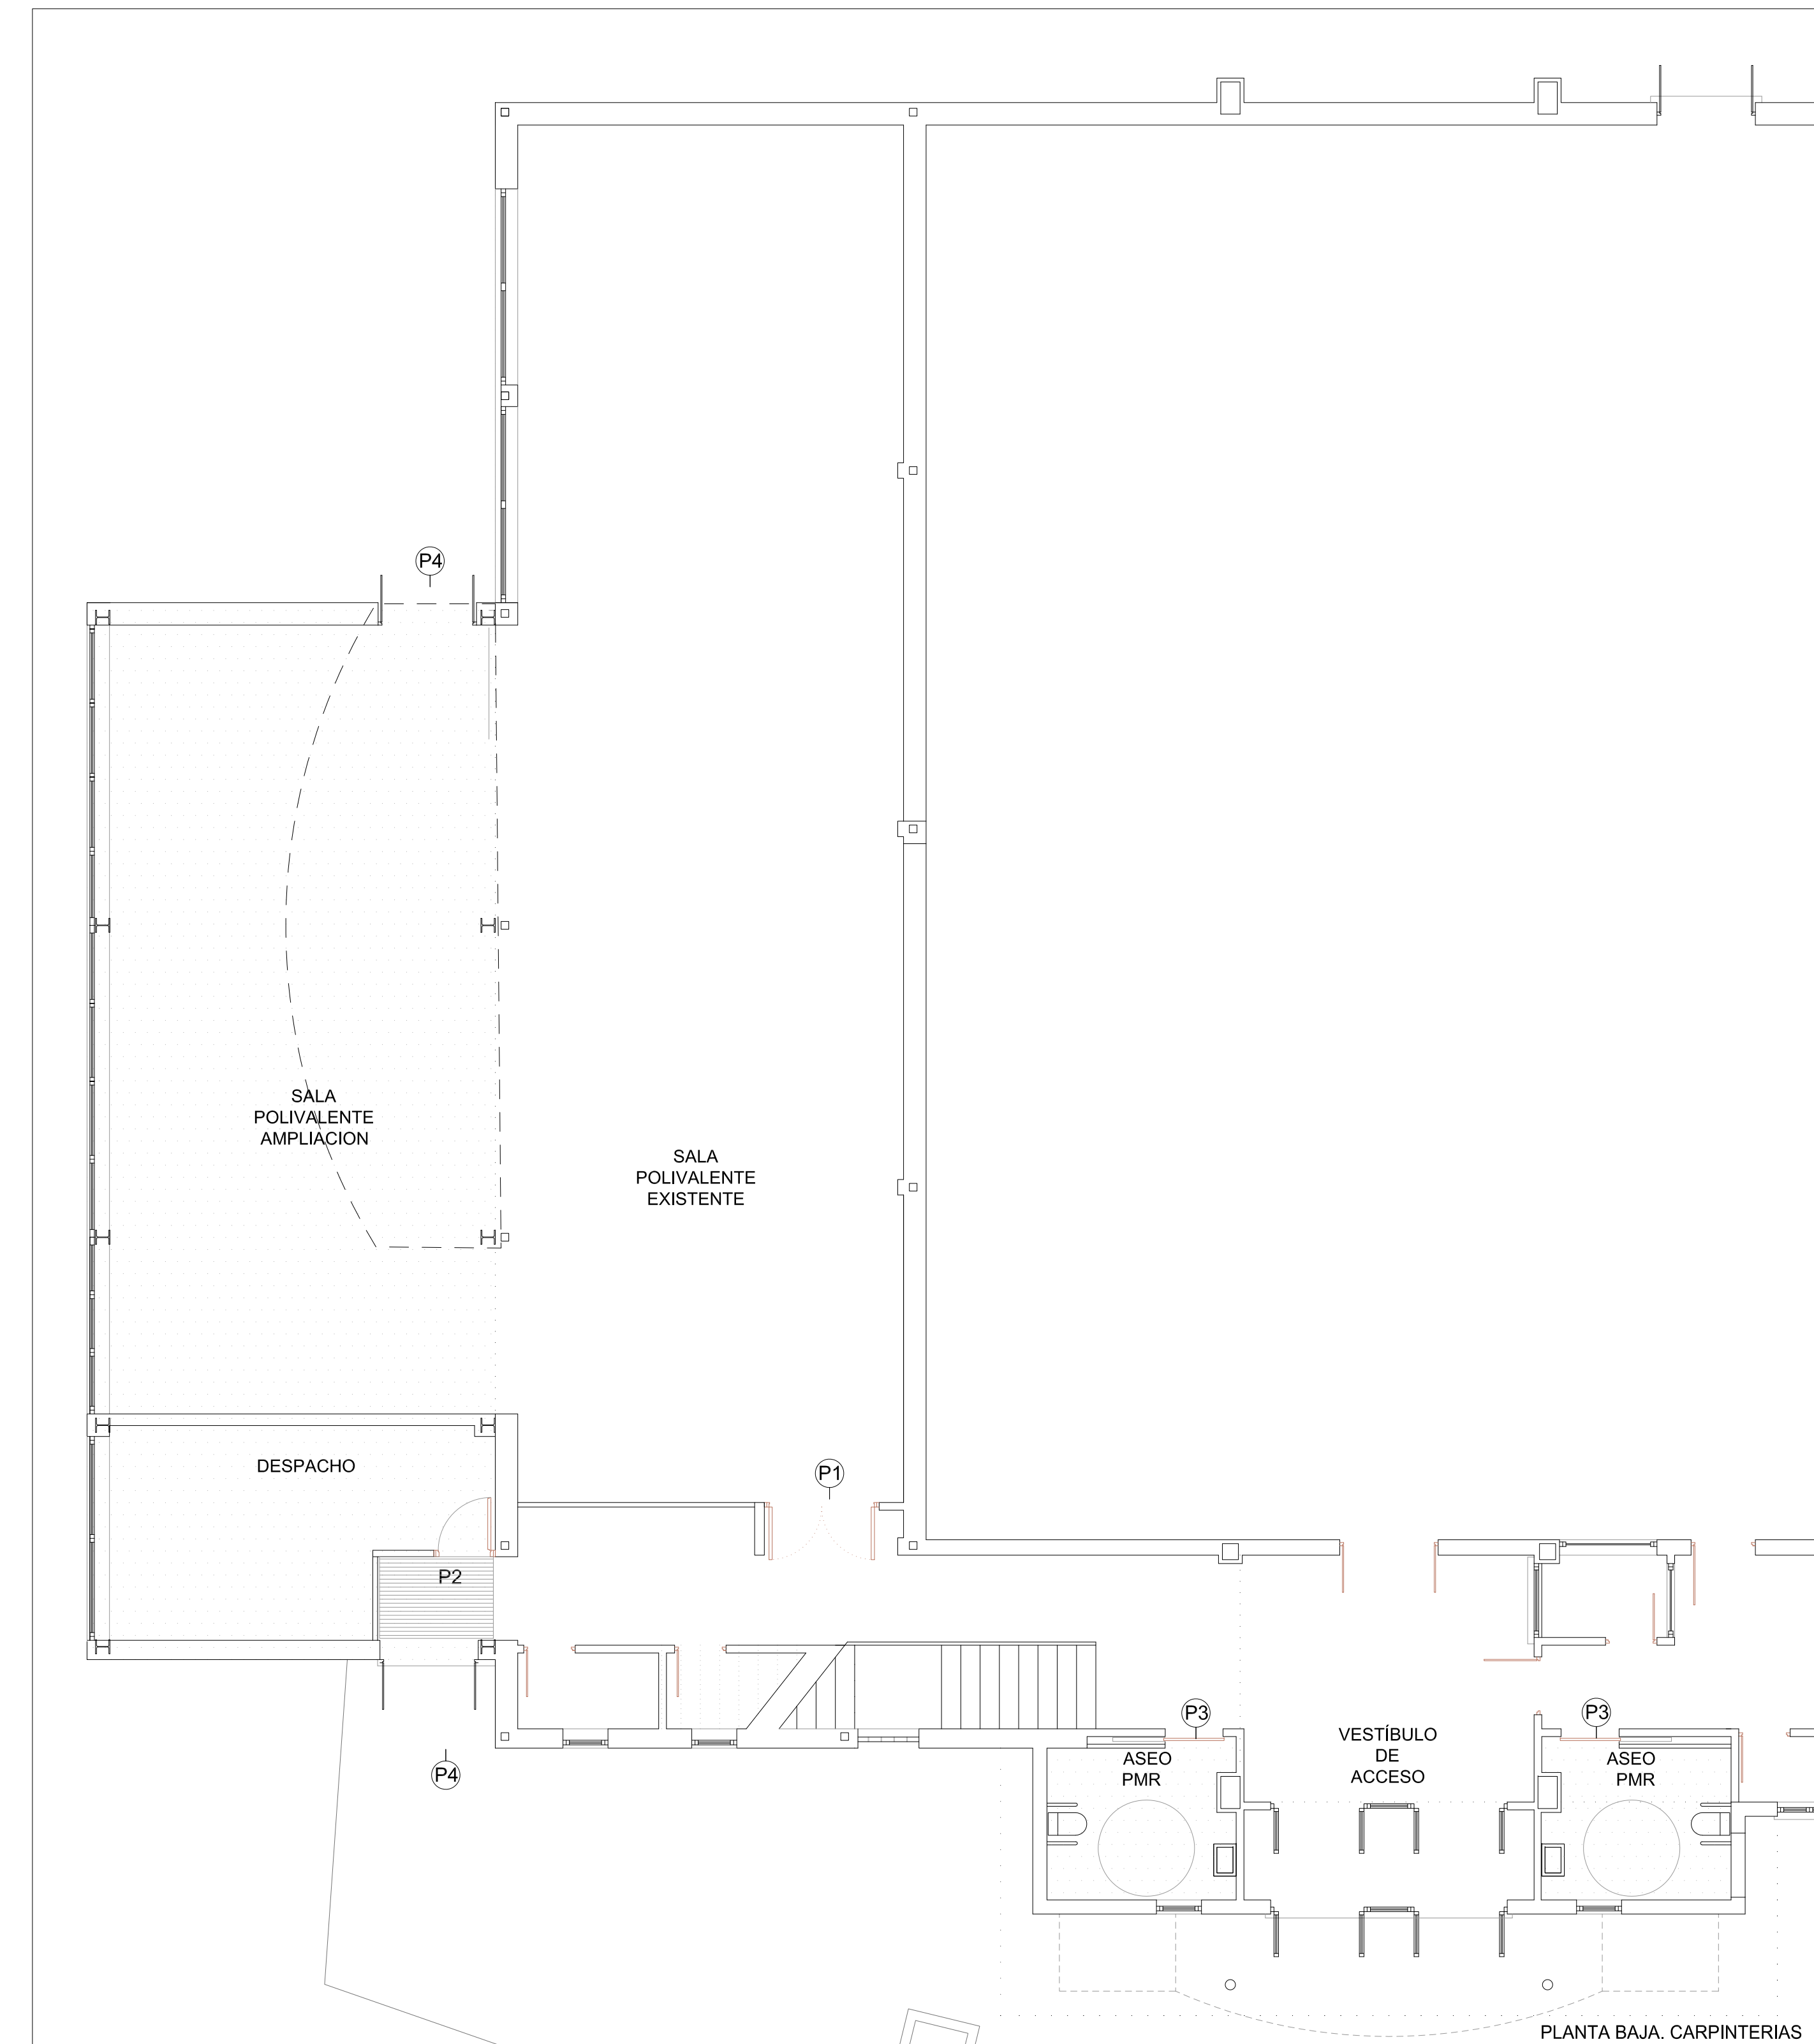 P4
SALA
POLIVALENTE
AMPLIACION
SALA
POLIVALENTE
EXISTENTE
DESPACHO
P1
P2
P3
P3
VESTÍBULO
DE
ACCESO
ASEO
PMR
ASEO
PMR
P4
PLANTA BAJA. CARPINTERIAS